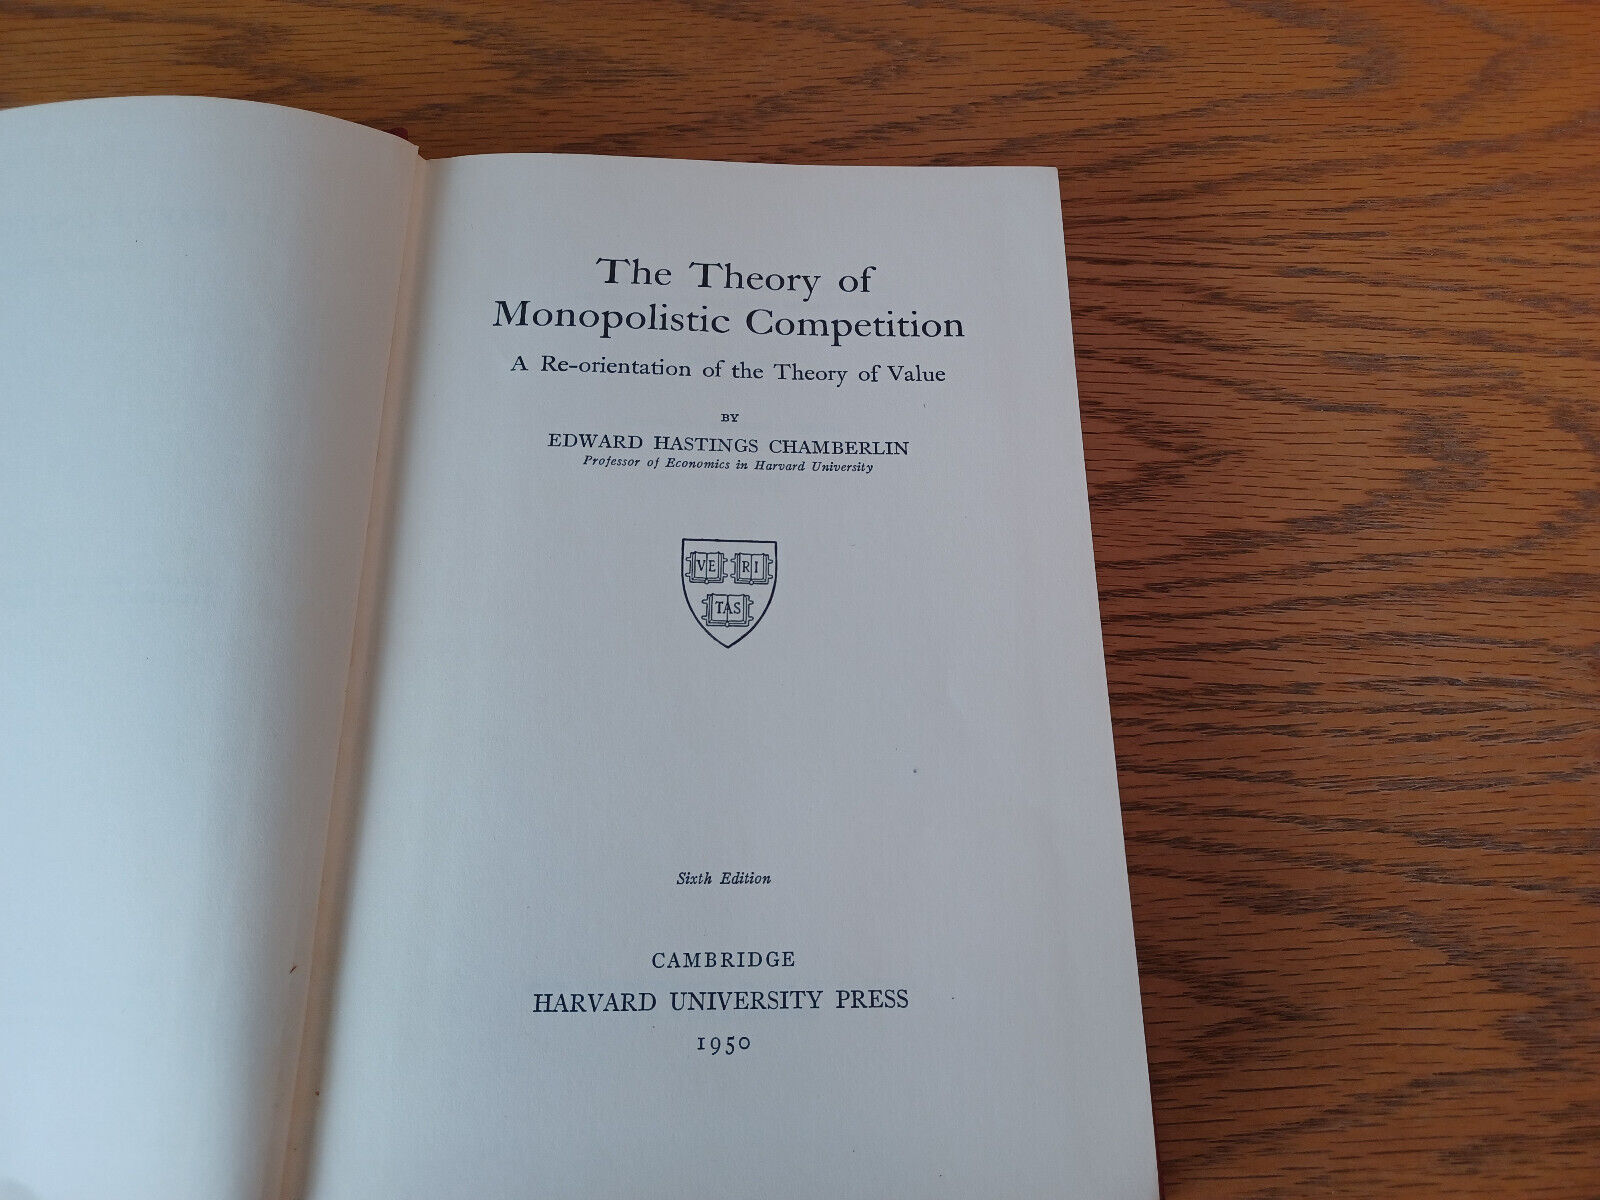 The Theory of
Monopolistic Competition
A Re-orientation of the Theory of Value
BY
EDWARD HASTINGS CHAMBERLIN
Professor of Economics in Harvard University
VE RI
TAS
Sixth Edition
CAMBRIDGE
HARVARD UNIVERSITY PRESS
1950